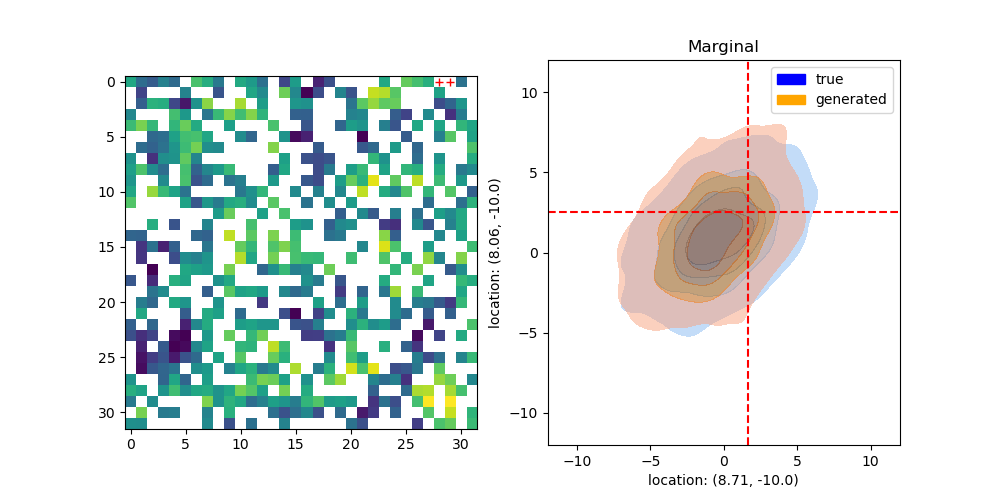 Marginal
true
generated
0
5
10
15
20
25
30
0 5 10 15 20 25 30
location: (8.06, -10.0)
10
5
0
−5
−10
−10 −5 0 5 10
location: (8.71, -10.0)